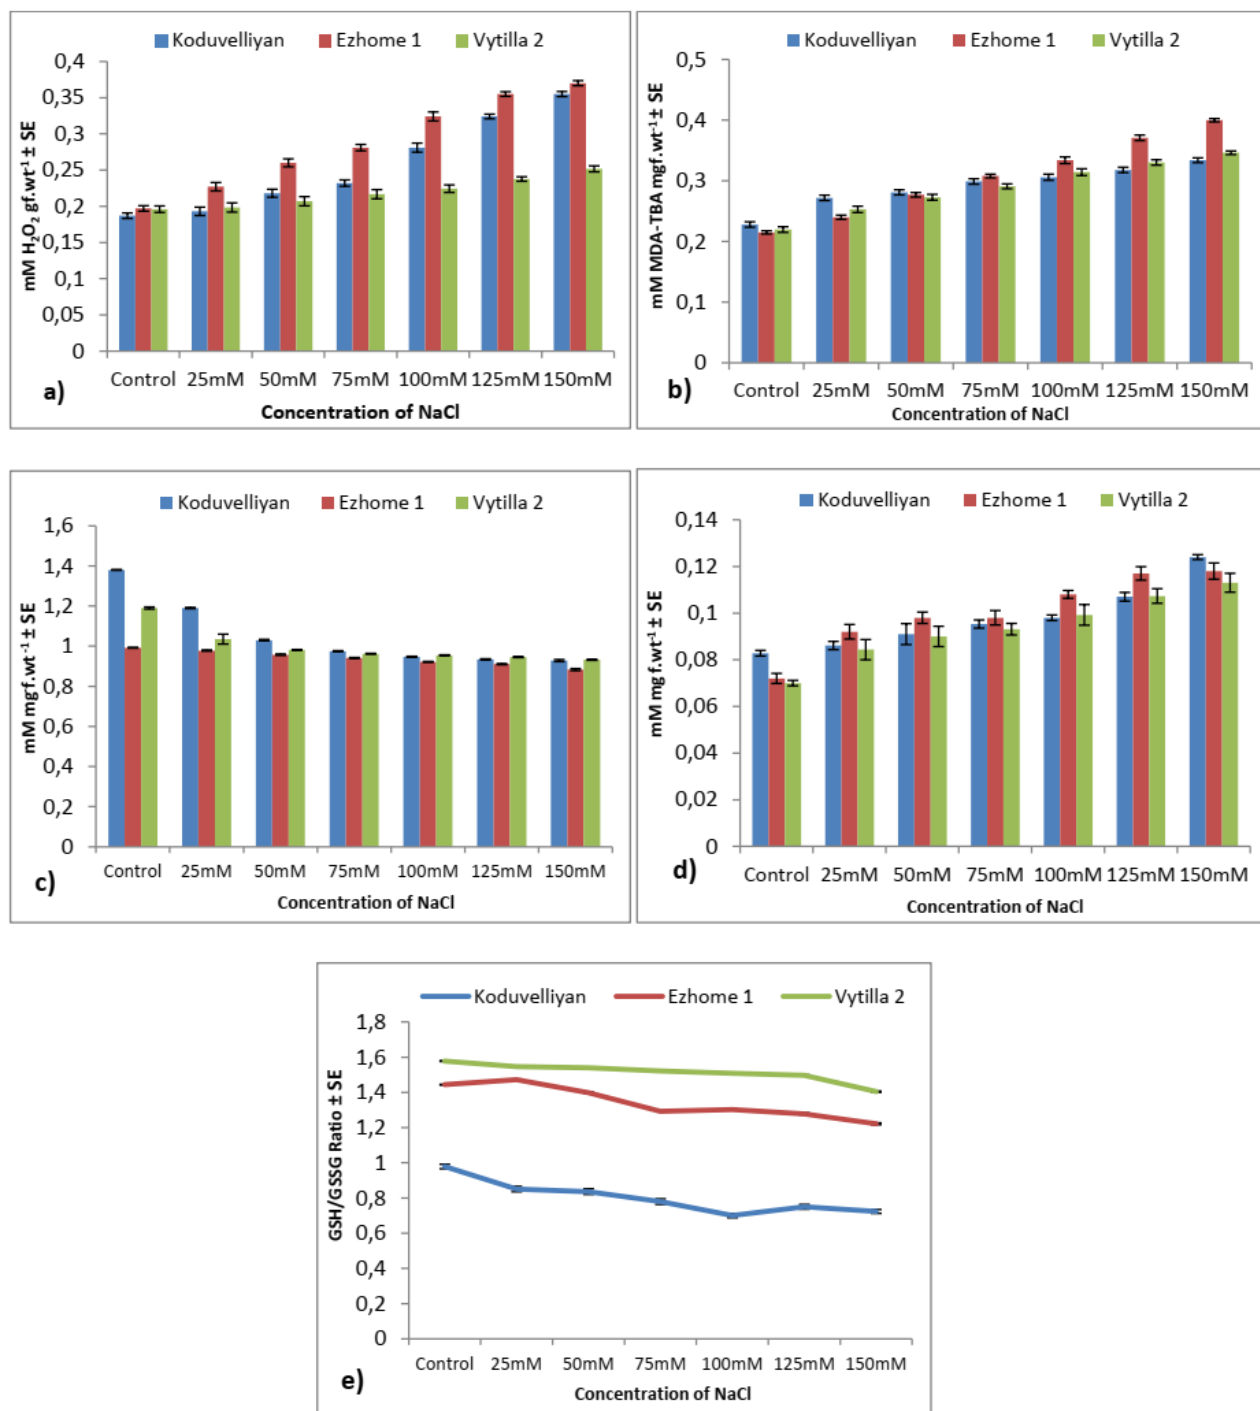 Koduvelliyan Ezhome 1 Vytilla 2
mM H₂O₂ gf.wt⁻¹ ± SE
0,4
0,35
0,3
0,25
0,2
0,15
0,1
0,05
0
Control 25mM 50mM 75mM 100mM 125mM 150mM
a)
Concentration of NaCl
Koduvelliyan Ezhome 1 Vytilla 2
mM MDA-TBA mgf.wt⁻¹ ± SE
0,5
0,4
0,3
0,2
0,1
0
Control 25mM 50mM 75mM 100mM 125mM 150mM
b)
Concentration of NaCl
Koduvelliyan Ezhome 1 Vytilla 2
mM mgf.wt⁻¹ ± SE
1,6
1,4
1,2
1
0,8
0,6
0,4
0,2
0
Control 25mM 50mM 75mM 100mM 125mM 150mM
c)
Concentration of NaCl
Koduvelliyan Ezhome 1 Vytilla 2
mM mg f.wt⁻¹ ± SE
0,14
0,12
0,1
0,08
0,06
0,04
0,02
0
Control 25mM 50mM 75mM 100mM 125mM 150mM
d)
Concentration of NaCl
Koduvelliyan Ezhome 1 Vytilla 2
GSH/GSSG Ratio ± SE
1,8
1,6
1,4
1,2
1
0,8
0,6
0,4
0,2
0
Control 25mM 50mM 75mM 100mM 125mM 150mM
e)
Concentration of NaCl